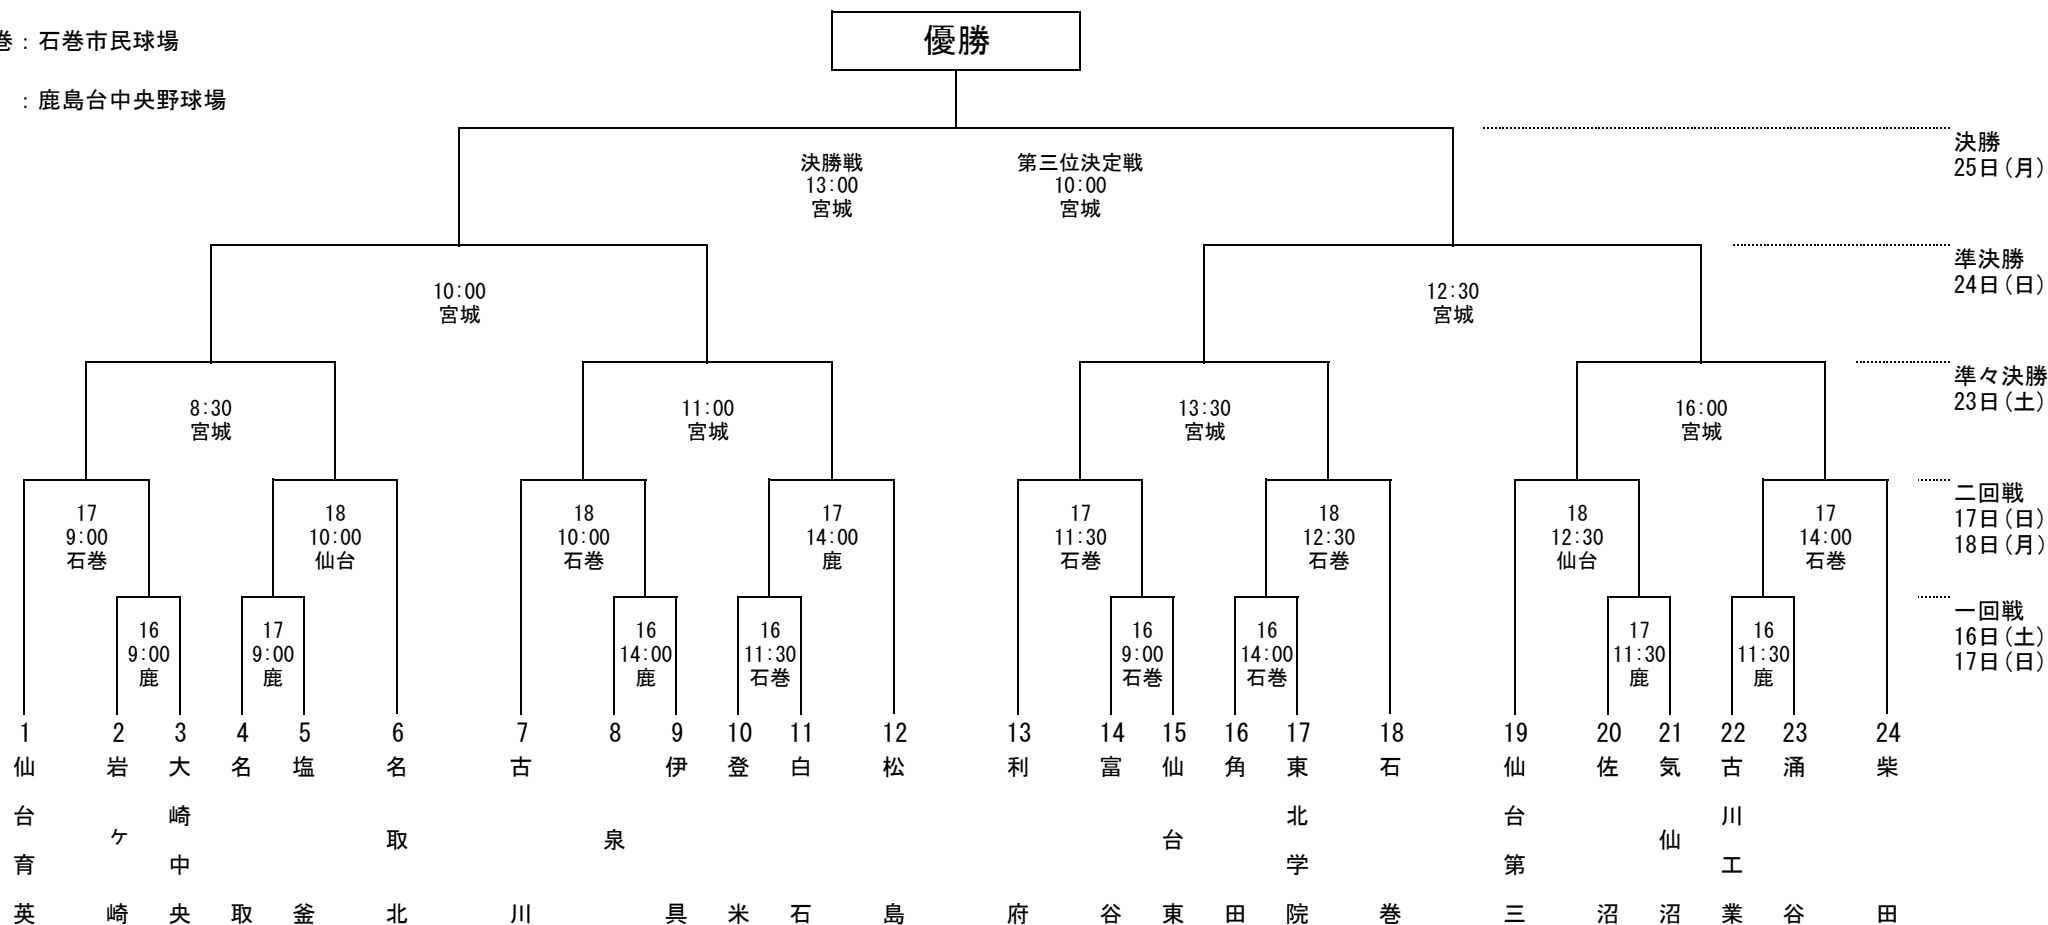 優勝
巻：石巻市民球場
：鹿島台中央野球場
決勝
25日(月)
決勝戦
13:00
宮城
第三位決定戦
10:00
宮城
準決勝
24日(日)
10:00
宮城
12:30
宮城
準々決勝
23日(土)
8:30
宮城
11:00
宮城
13:30
宮城
16:00
宮城
二回戦
17日(日)
18日(月)
17
9:00
石巻
18
10:00
仙台
18
10:00
石巻
17
14:00
鹿
17
11:30
石巻
18
12:30
石巻
18
12:30
仙台
17
14:00
石巻
一回戦
16日(土)
17日(日)
16
9:00
鹿
17
9:00
鹿
16
14:00
鹿
16
11:30
石巻
16
9:00
石巻
16
14:00
石巻
17
11:30
鹿
16
11:30
鹿
1
仙台育英
2
岩ケ崎
3
大崎中央
4
名取
5
塩釜
6
名取北
7
古川
8
泉
9
伊具
10
登米
11
白石
12
松島
13
利府
14
富谷
15
仙台東
16
角田
17
東北学院
18
石巻
19
仙台第三
20
佐沼
21
気仙沼
22
古川工業
23
涌谷
24
柴田